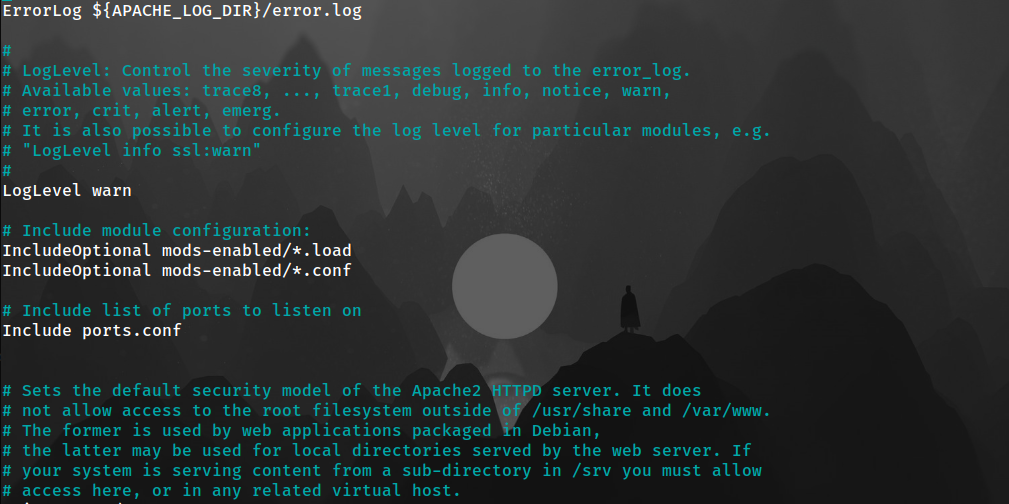 ErrorLog ${APACHE_LOG_DIR}/error.log
#
# LogLevel: Control the severity of messages logged to the error_log.
# Available values: trace8, ..., trace1, debug, info, notice, warn,
# error, crit, alert, emerg.
# It is also possible to configure the log level for particular modules, e.g.
# "LogLevel info ssl:warn"
#
LogLevel warn
# Include module configuration:
IncludeOptional mods-enabled/*.load
IncludeOptional mods-enabled/*.conf
# Include list of ports to listen on
Include ports.conf
# Sets the default security model of the Apache2 HTTPD server. It does
# not allow access to the root filesystem outside of /usr/share and /var/www.
# The former is used by web applications packaged in Debian,
# the latter may be used for local directories served by the web server. If
# your system is serving content from a sub-directory in /srv you must allow
# access here, or in any related virtual host.